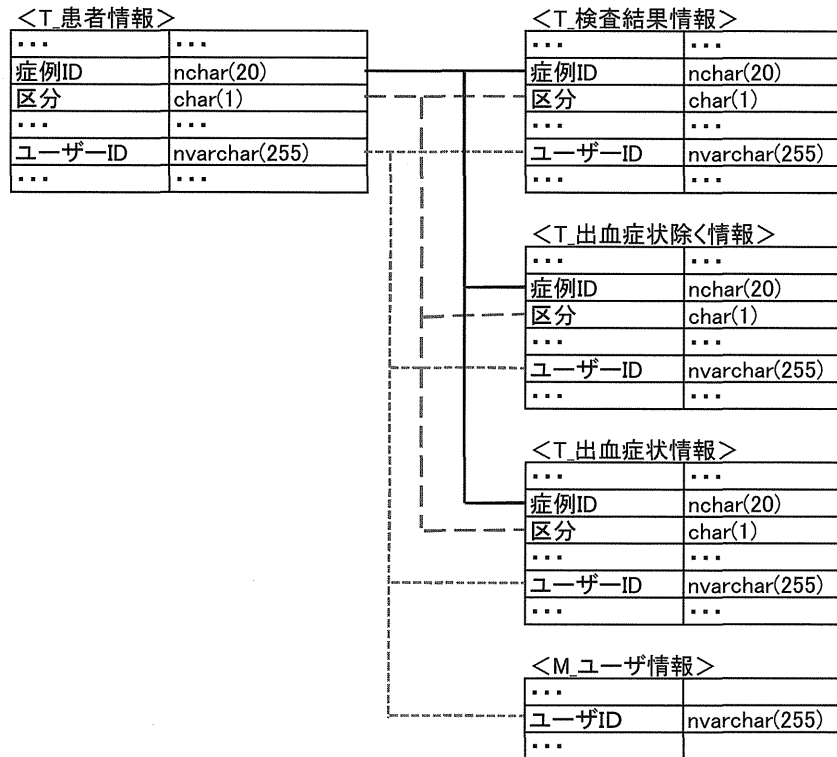 <T_患者情報>
･･･ ･･･
症例ID nchar(20)
区分 char(1)
･･･ ･･･
ユーザーID nvarchar(255)
･･･ ･･･
<T_検査結果情報>
･･･ ･･･
症例ID nchar(20)
区分 char(1)
･･･ ･･･
ユーザーID nvarchar(255)
･･･ ･･･
<T_出血症状除く情報>
･･･ ･･･
症例ID nchar(20)
区分 char(1)
･･･ ･･･
ユーザーID nvarchar(255)
･･･ ･･･
<T_出血症状情報>
･･･ ･･･
症例ID nchar(20)
区分 char(1)
･･･ ･･･
ユーザーID nvarchar(255)
･･･ ･･･
<M_ユーザ情報>
･･･
ユーザID nvarchar(255)
･･･